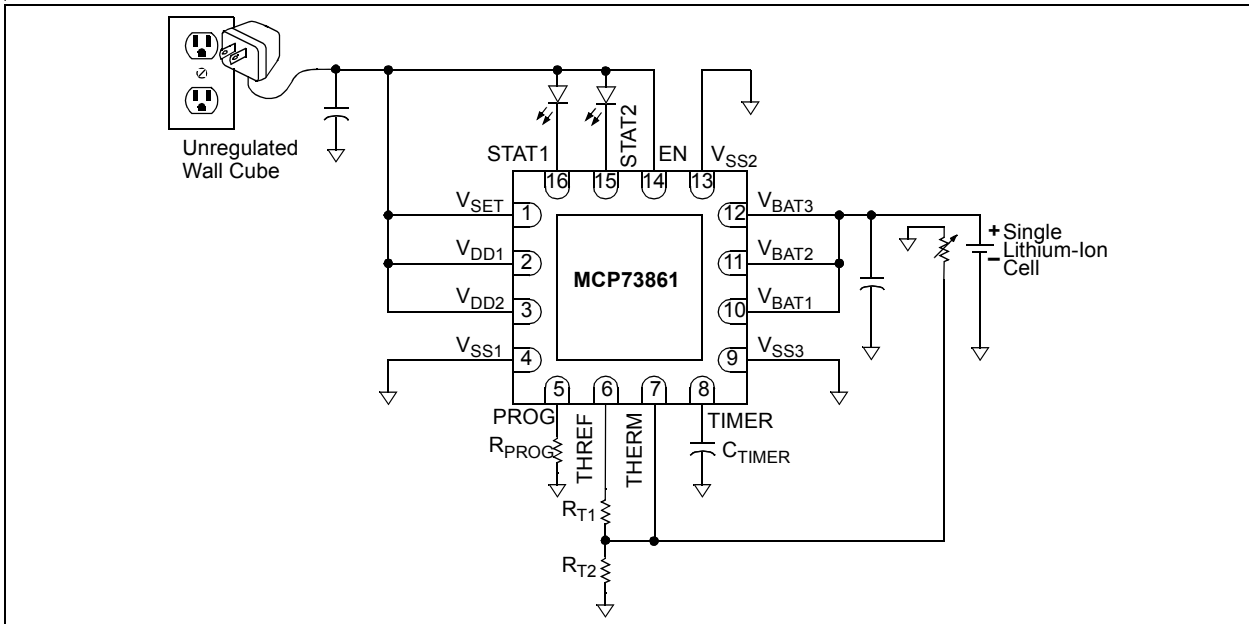 Unregulated
Wall Cube
STAT1
STAT2
EN
VSS2
16
15
14
13
VSET
1
VDD1
2
VDD2
3
VSS1
4
MCP73861
12
VBAT3
11
VBAT2
10
VBAT1
9
VSS3
+ Single
Lithium-Ion
– Cell
5
6
7
8
PROG
THREF
THERM
TIMER
RPROG
CTIMER
RT1
RT2